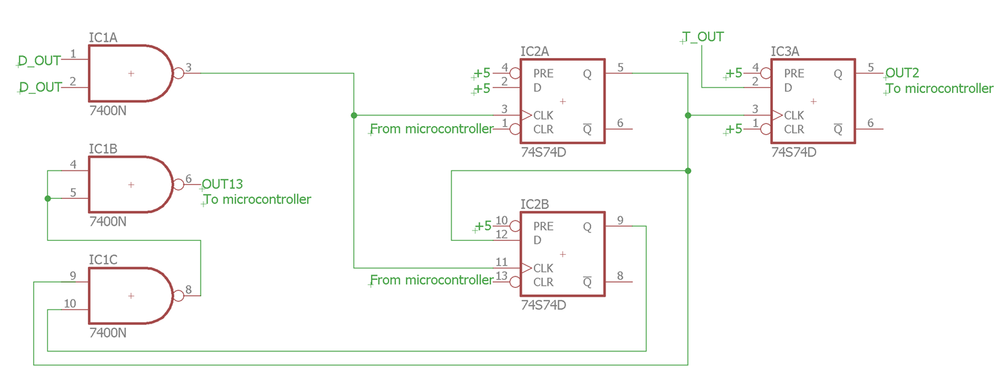 IC1A
D_OUT 1
D_OUT 2
3
7400N
IC1B
4
5
6 OUT13
To microcontroller
7400N
IC1C
9
10
8
7400N
IC2A
+5 4 PRE Q 5
+5 2 D
3 CLK
From microcontroller 1 CLR Q 6
74S74D
IC2B
+5 10 PRE Q 9
12 D
11 CLK
From microcontroller 13 CLR Q 8
74S74D
T_OUT
IC3A
+5 4 PRE Q 5 OUT2
2 D To microcontroller
3 CLK
+5 1 CLR Q 6
74S74D